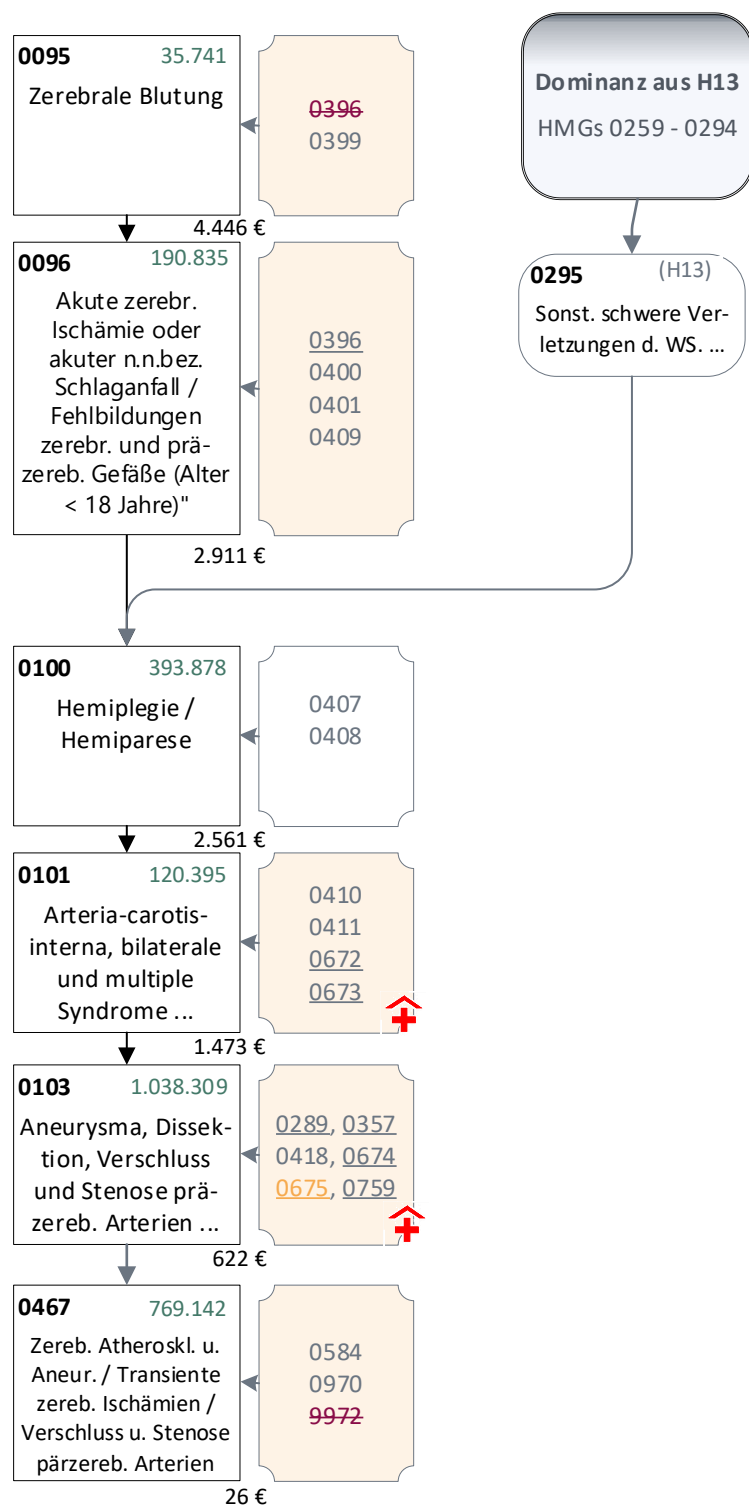 0095 35.741
Zerebrale Blutung
0396
0399
4.446 €
Dominanz aus H13
HMGs 0259 - 0294
0295 (H13)
Sonst. schwere Ver-
letzungen d. WS. ...
0096 190.835
Akute zerebr.
Ischämie oder
akuter n.n.bez.
Schlaganfall /
Fehlbildungen
zerebr. und prä-
zereb. Gefäße (Alter
< 18 Jahre)"
0396
0400
0401
0409
2.911 €
0100 393.878
Hemiplegie /
Hemiparese
0407
0408
2.561 €
0101 120.395
Arteria-carotis-
interna, bilaterale
und multiple
Syndrome ...
0410
0411
0672
0673
1.473 €
0103 1.038.309
Aneurysma, Dissek-
tion, Verschluss
und Stenose prä-
zereb. Arterien ...
0289, 0357
0418, 0674
0675, 0759
622 €
0467 769.142
Zereb. Atheroskl. u.
Aneur. / Transiente
zereb. Ischämien /
Verschluss u. Stenose
pärzereb. Arterien
0584
0970
9972
26 €